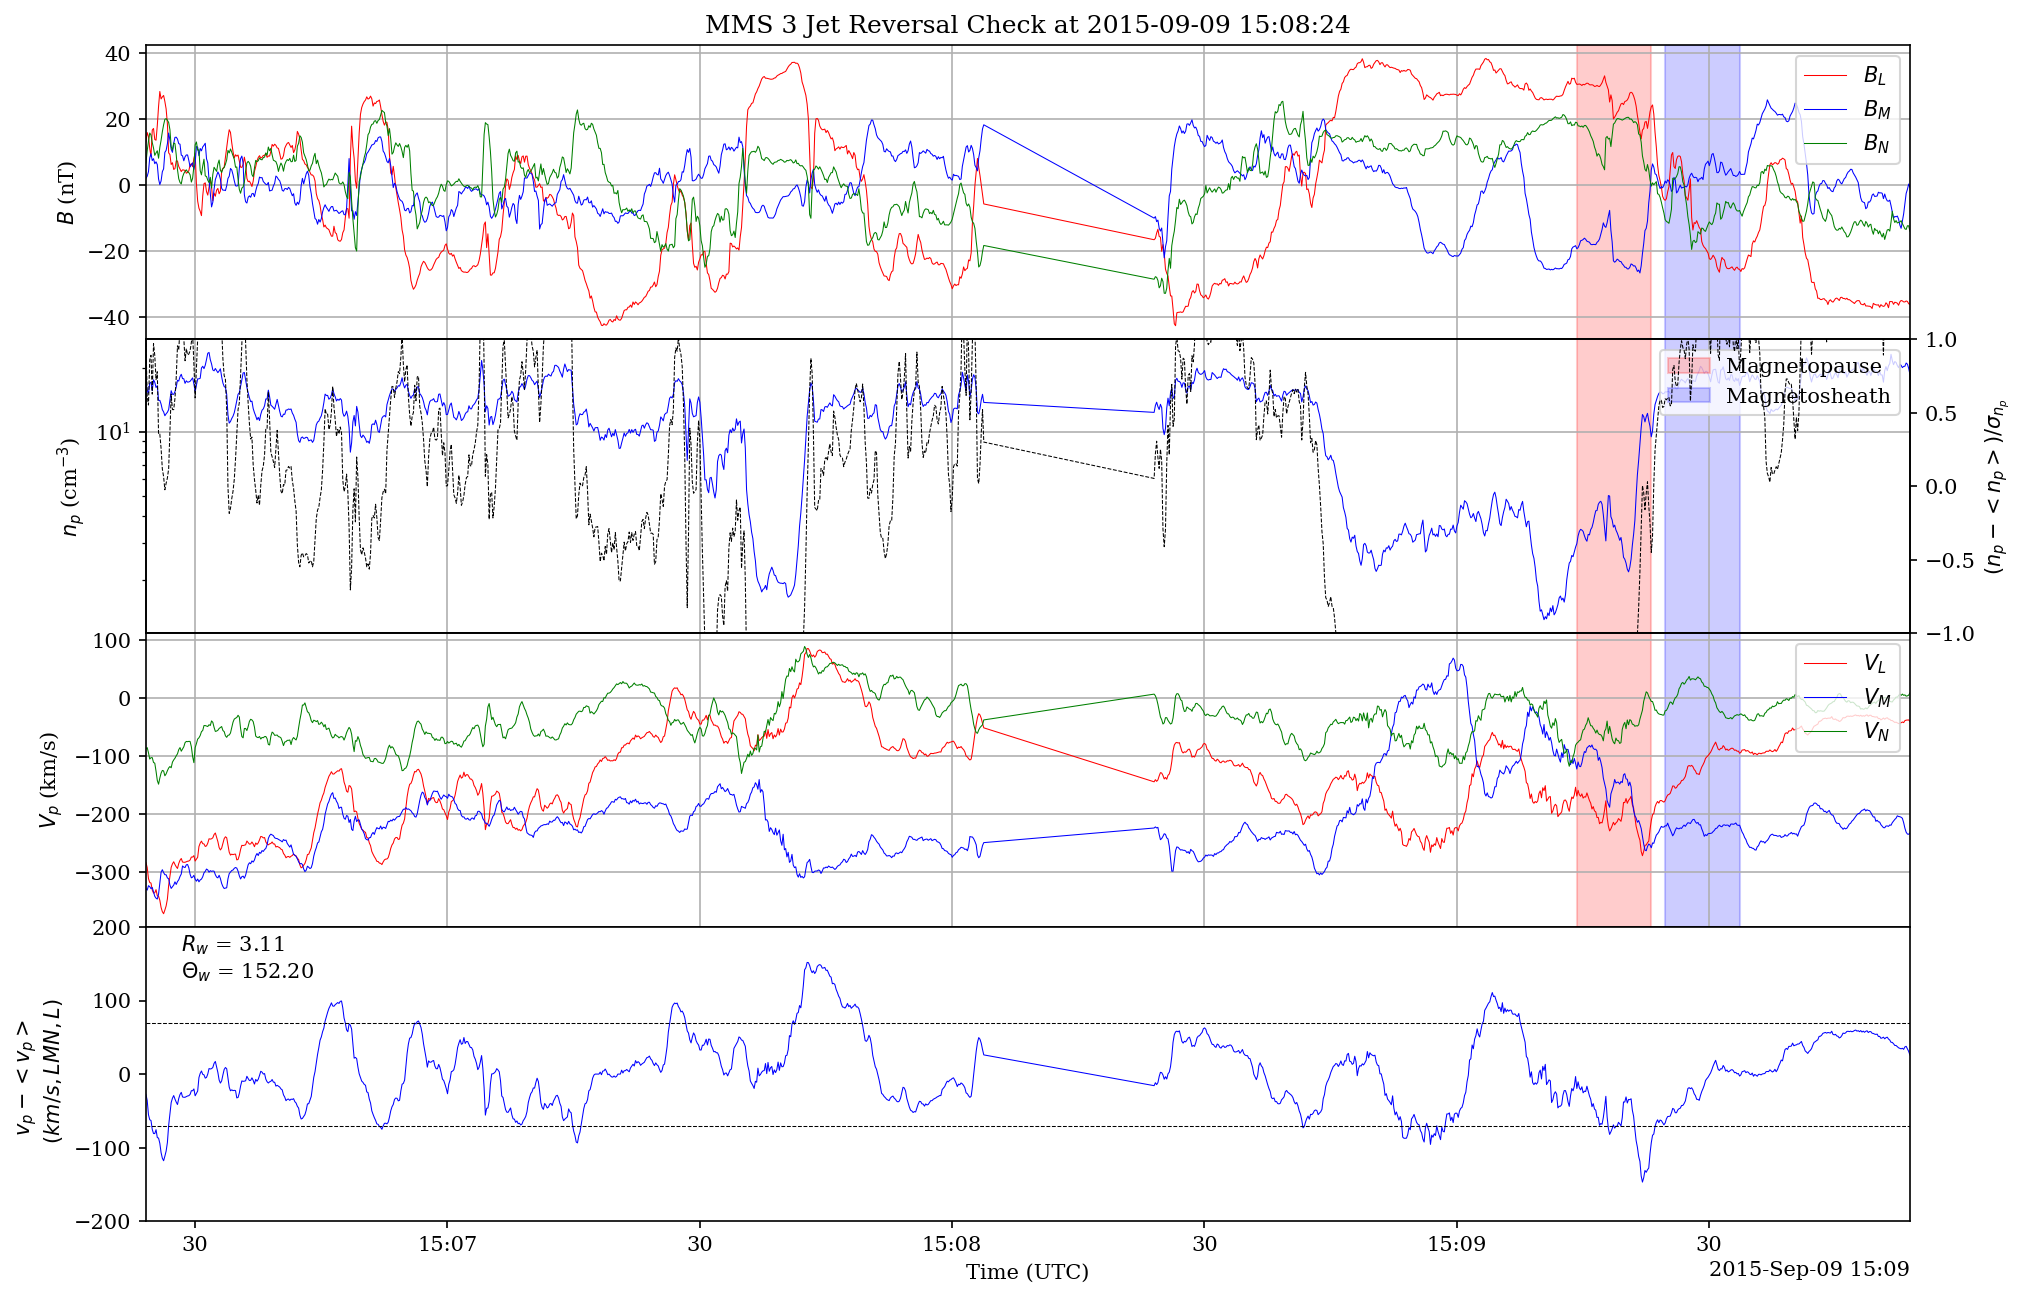 MMS 3 Jet Reversal Check at 2015-09-09 15:08:24
40
20
0
−20
−40
B (nT)
B_L
B_M
B_N
10^1
n_p (cm^{−3})
1.0
0.5
0.0
−0.5
−1.0
(n_p − < n_p >)/σ_{n_p}
Magnetopause
Magnetosheath
100
0
−100
−200
−300
V_p (km/s)
V_L
V_M
V_N
200
100
0
−100
−200
v_p − < v_p >
(km/s, LMN, L)
R_w = 3.11
Θ_w = 152.20
30 15:07 30 15:08 30 15:09 30
Time (UTC)
2015-Sep-09 15:09